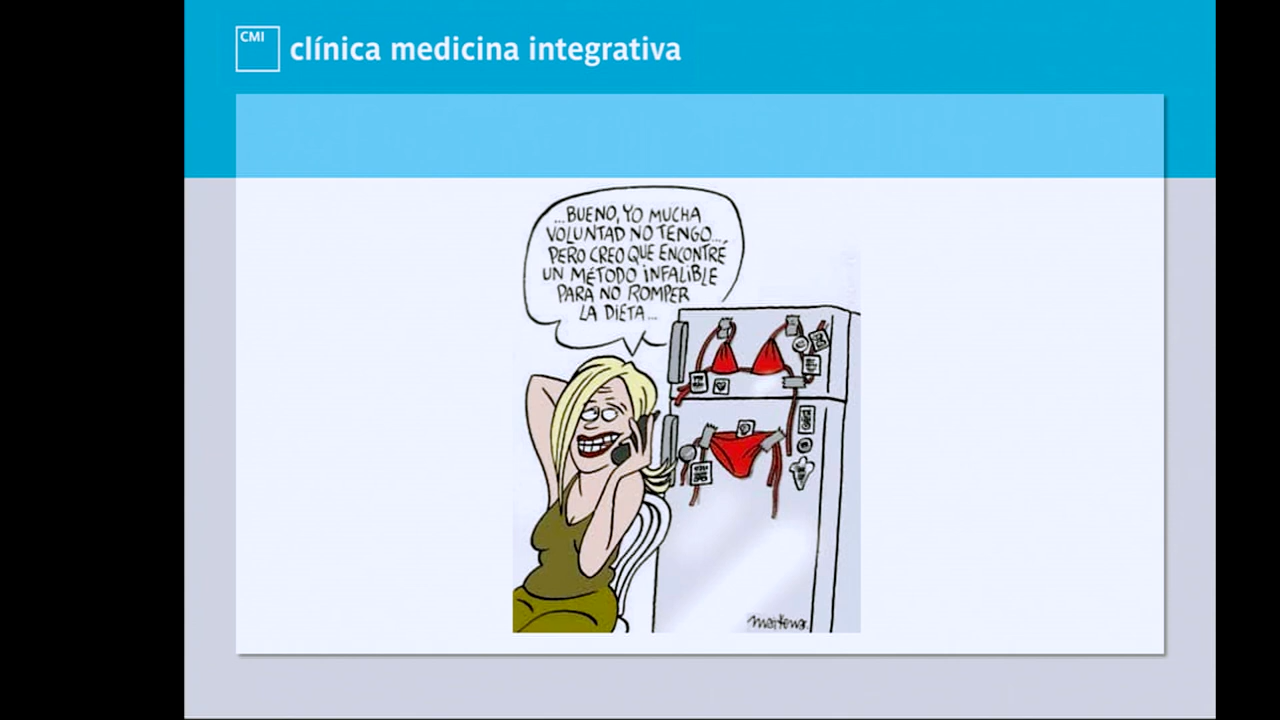 CMI
clínica medicina integrativa
...BUENO, YO MUCHA
VOLUNTAD NO TENGO...,
PERO CREO QUE ENCONTRÉ
UN MÉTODO INFALIBLE
PARA NO ROMPER
LA DIETA...
maitena.